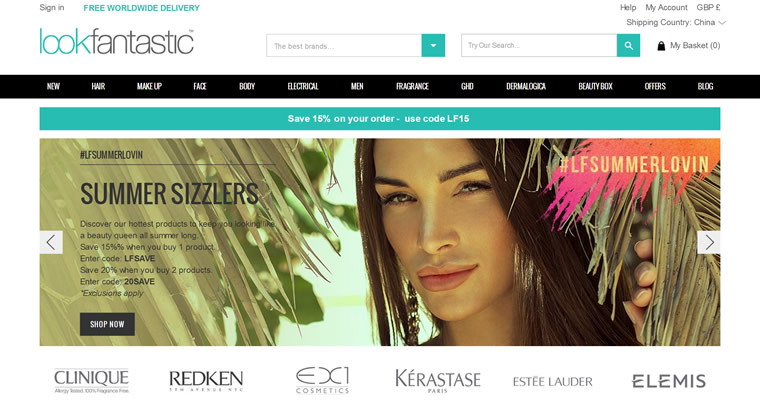 Sign in
FREE WORLDWIDE DELIVERY
Help
My Account
GBP £
Shipping Country: China
lookfantastic™
The best brands...
Try Our Search...
My Basket (0)
NEW
HAIR
MAKE UP
FACE
BODY
ELECTRICAL
MEN
FRAGRANCE
GHD
DERMALOGICA
BEAUTY BOX
OFFERS
BLOG
Save 15% on your order - use code LF15
#LFSUMMERLOVIN
#LFSUMMERLOVIN
SUMMER SIZZLERS
Discover our hottest products to keep you looking like
a beauty queen all summer long.
Save 15%% when you buy 1 product.
Enter code: LFSAVE
Save 20% when you buy 2 products.
Enter code: 20SAVE
*Exclusions apply
SHOP NOW
CLINIQUE
Allergy Tested. 100% Fragrance Free.
REDKEN
5TH AVENUE NYC
EX1
COSMETICS
KÉRASTASE
PARIS
ESTĒE LAUDER
ELEMIS